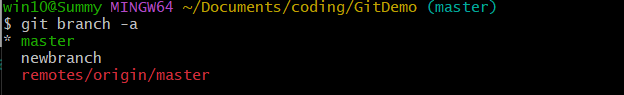 win10@Summy MINGW64 ~/Documents/coding/GitDemo (master)
$ git branch -a
* master
  newbranch
  remotes/origin/master